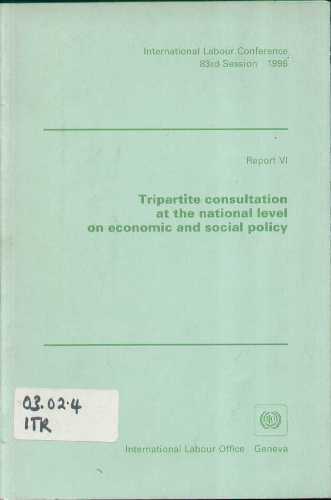 International Labour Conference
83rd Session 1996
Report VI
Tripartite consultation
at the national level
on economic and social policy
03.02.4
ITR
International Labour Office Geneva